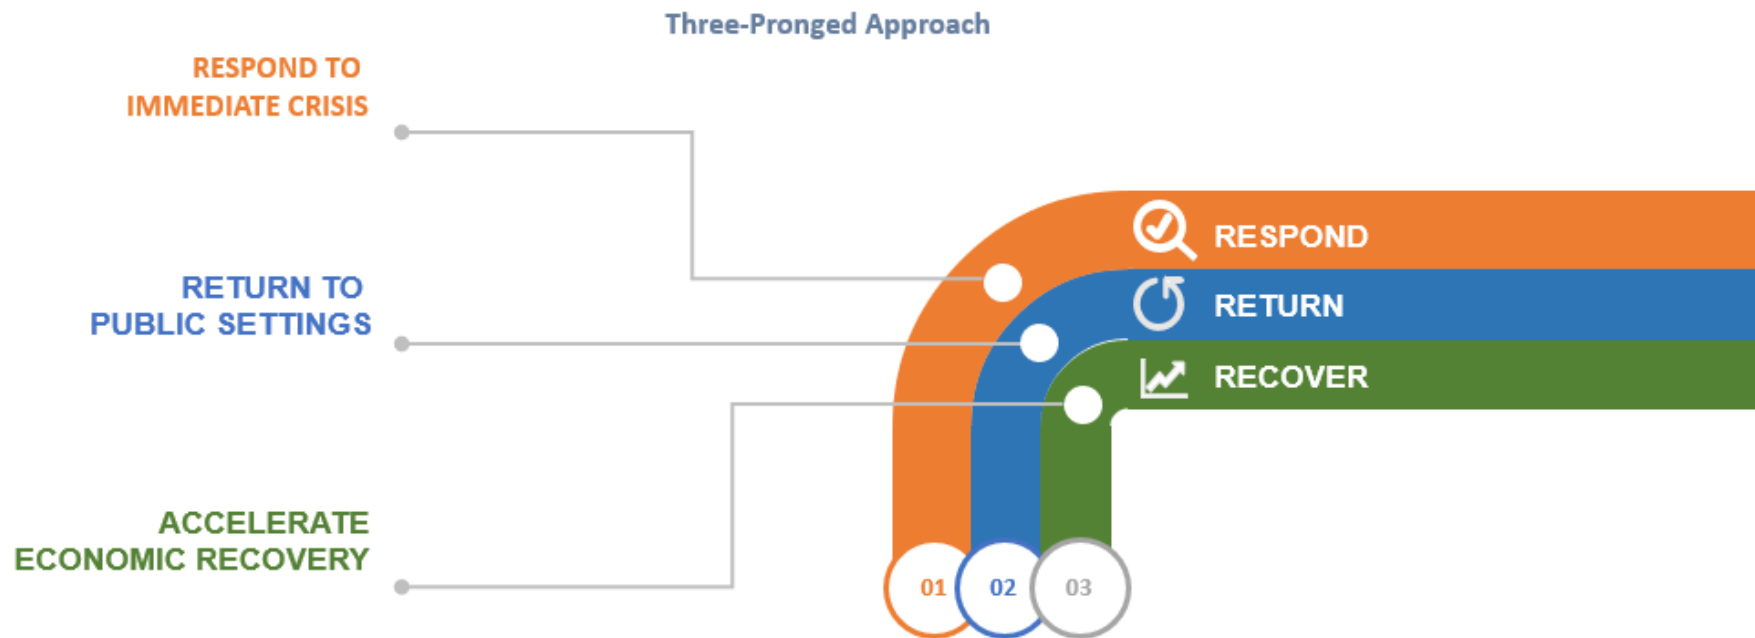 Three-Pronged Approach
RESPOND TO
IMMEDIATE CRISIS
RETURN TO
PUBLIC SETTINGS
ACCELERATE
ECONOMIC RECOVERY
RESPOND
RETURN
RECOVER
01
02
03